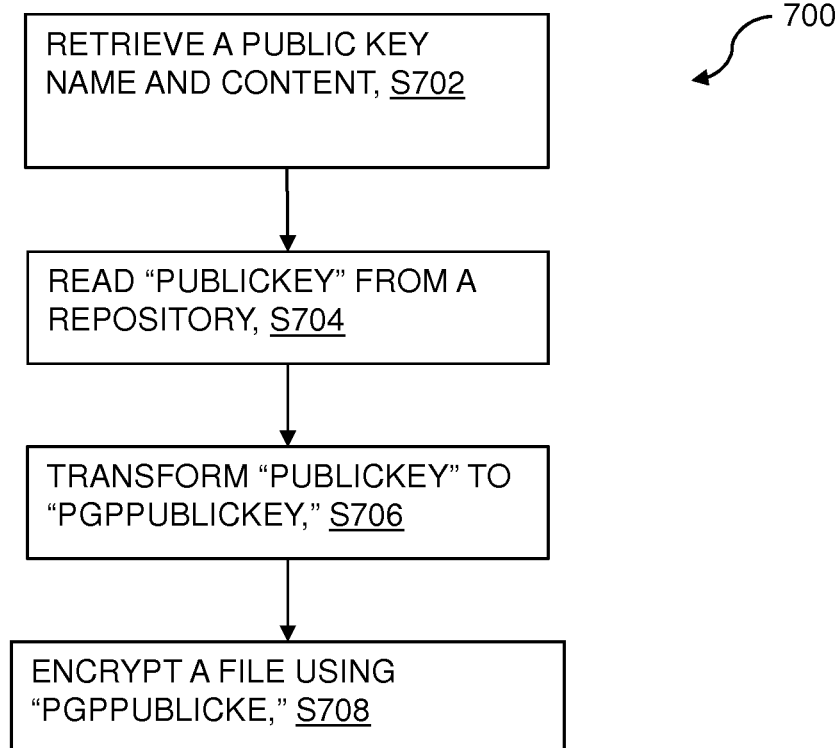 700
RETRIEVE A PUBLIC KEY
NAME AND CONTENT, S702
READ “PUBLICKEY” FROM A
REPOSITORY, S704
TRANSFORM “PUBLICKEY” TO
“PGPPUBLICKEY,” S706
ENCRYPT A FILE USING
“PGPPUBLICKE,” S708